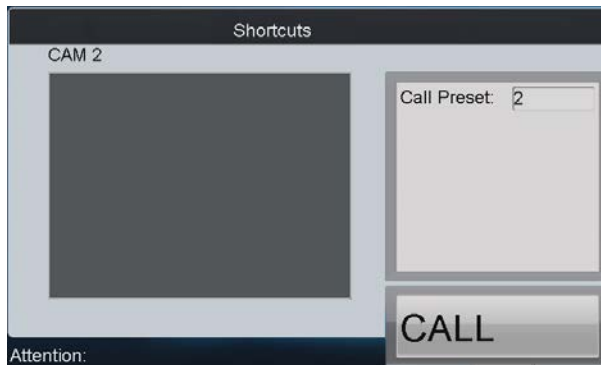 Shortcuts
CAM 2
Call Preset: 2
CALL
Attention: